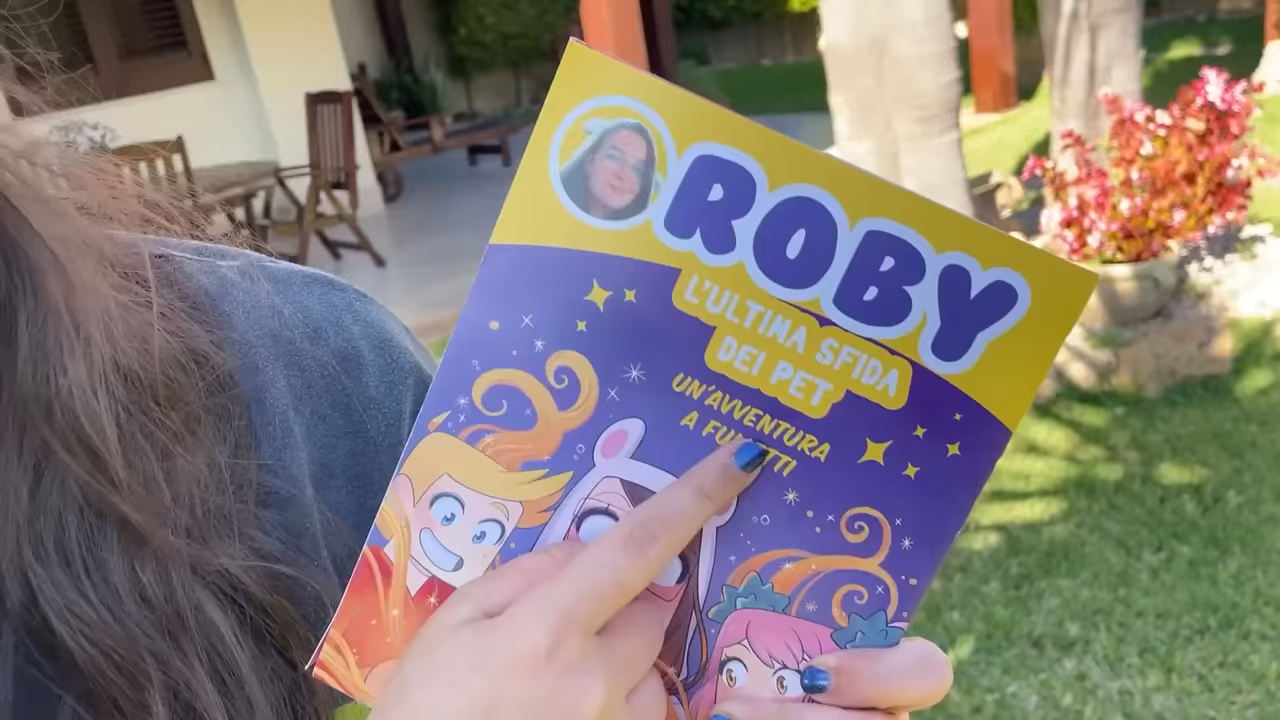 ROBY
L'ULTIMA SFIDA
DEI PET
UN'AVVENTURA
A